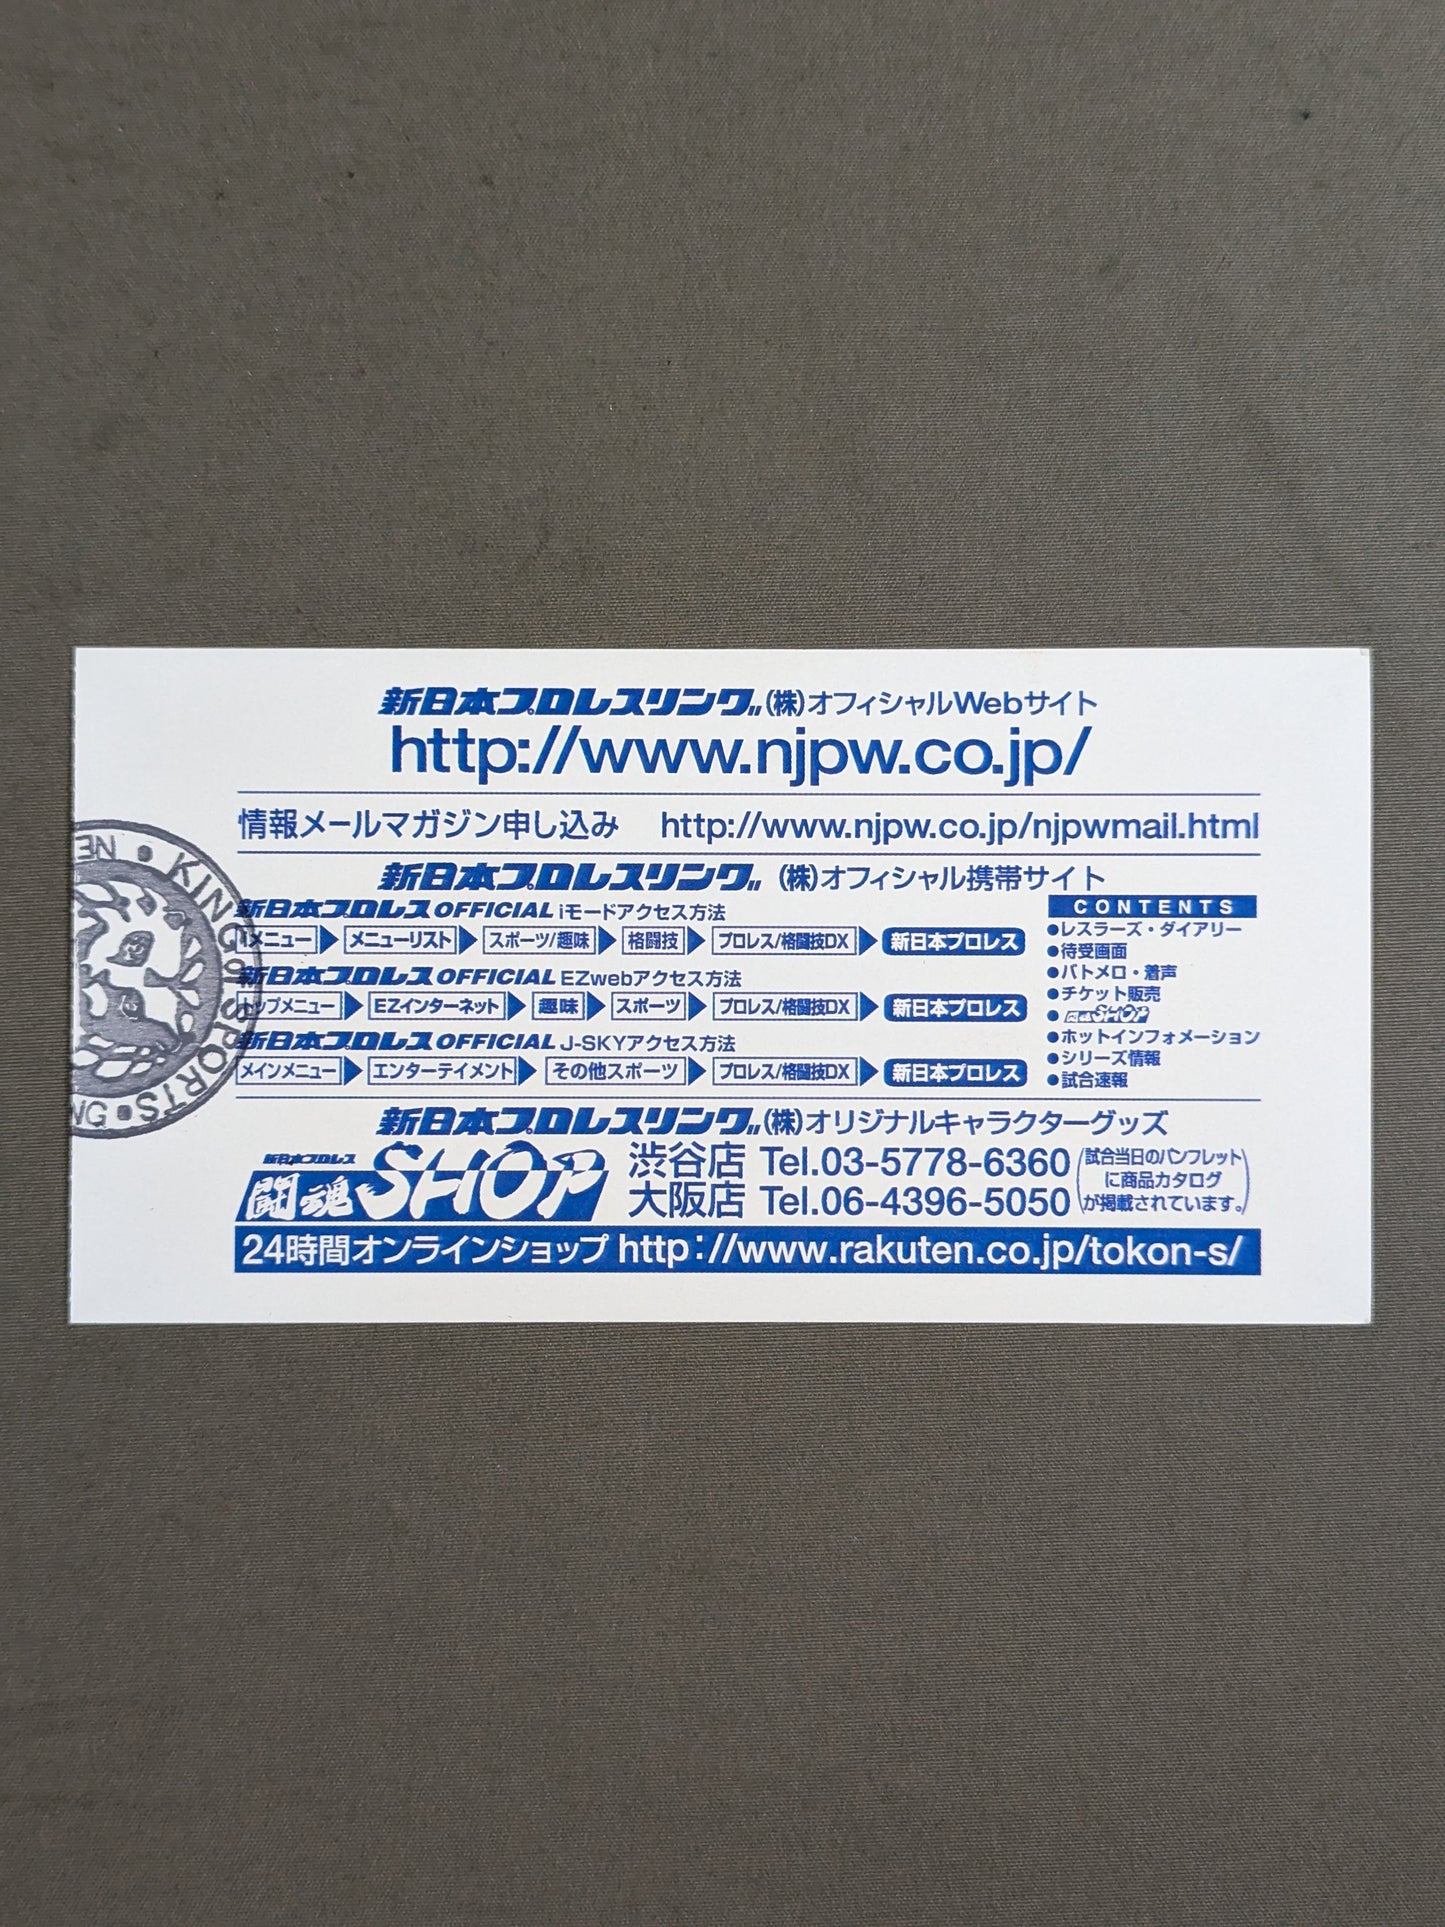 新日本プロレスリング(株)オフィシャルWebサイト
http://www.njpw.co.jp/
情報メールマガジン申し込み http://www.njpw.co.jp/njpwmail.html
新日本プロレスリング(株)オフィシャル携帯サイト
新日本プロレスOFFICIAL iモードアクセス方法
iメニュー メニューリスト スポーツ/趣味 格闘技 プロレス/格闘技DX 新日本プロレス
新日本プロレスOFFICIAL EZwebアクセス方法
トップメニュー EZインターネット 趣味 スポーツ プロレス/格闘技DX 新日本プロレス
新日本プロレスOFFICIAL J-SKYアクセス方法
メインメニュー エンターテイメント その他スポーツ プロレス/格闘技DX 新日本プロレス
CONTENTS
●レスラーズ・ダイアリー
●待受画面
●バトメロ・着声
●チケット販売
●闘魂SHOP
●ホットインフォメーション
●シリーズ情報
●試合速報
新日本プロレスリング(株)オリジナルキャラクターグッズ
新日本プロレス
闘魂SHOP
渋谷店 Tel.03-5778-6360
大阪店 Tel.06-4396-5050
(試合当日のパンフレット
に商品カタログ
が掲載されています。)
24時間オンラインショップ http://www.rakuten.co.jp/tokon-s/
NE • KING OF SPORTS • NG